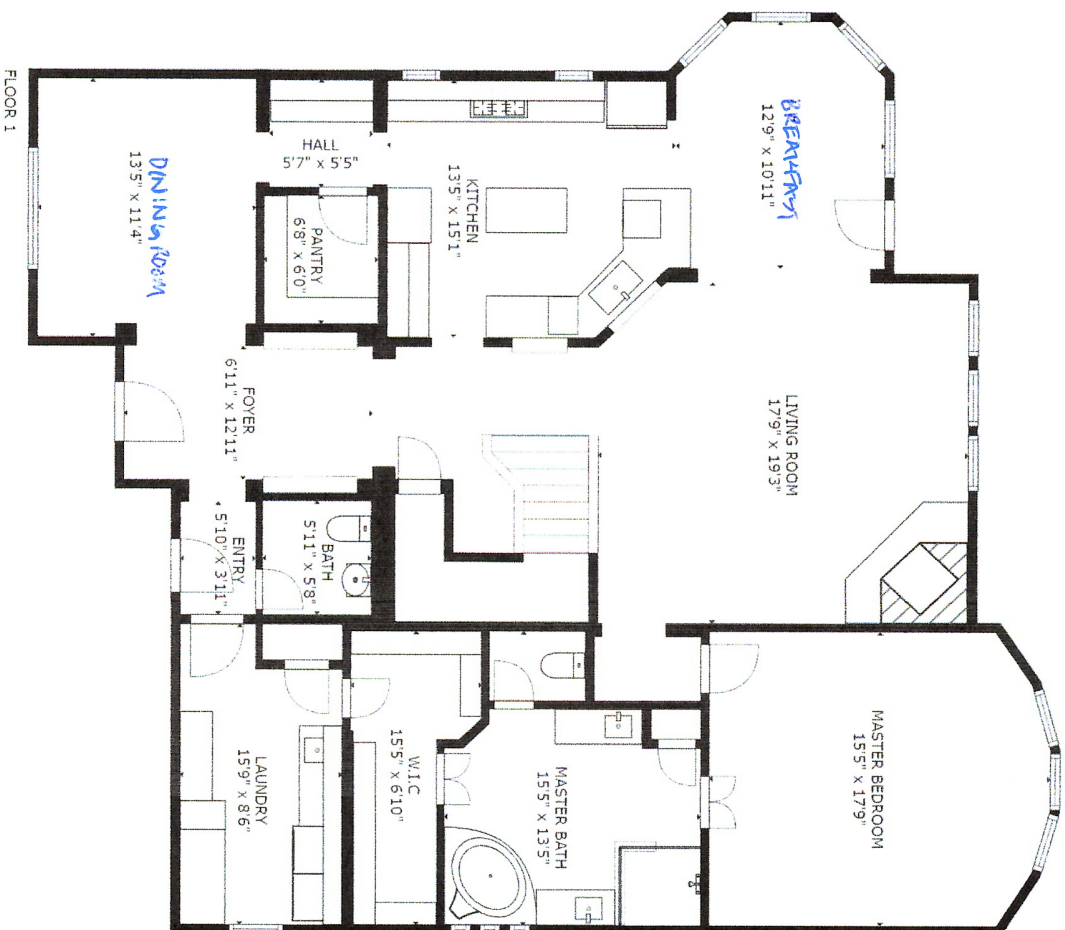 BREAKFAST
12'9" x 10'11"
MASTER BEDROOM
15'5" x 17'9"
LIVING ROOM
17'9" x 19'3"
KITCHEN
13'5" x 15'1"
HALL
5'7" x 5'5"
PANTRY
6'8" x 6'0"
DINING ROOM
13'5" x 11'4"
FOYER
6'11" x 12'11"
BATH
5'11" x 5'8"
ENTRY
5'10" x 3'11"
MASTER BATH
15'5" x 13'5"
W.I.C
15'5" x 6'10"
LAUNDRY
15'9" x 8'6"
FLOOR 1